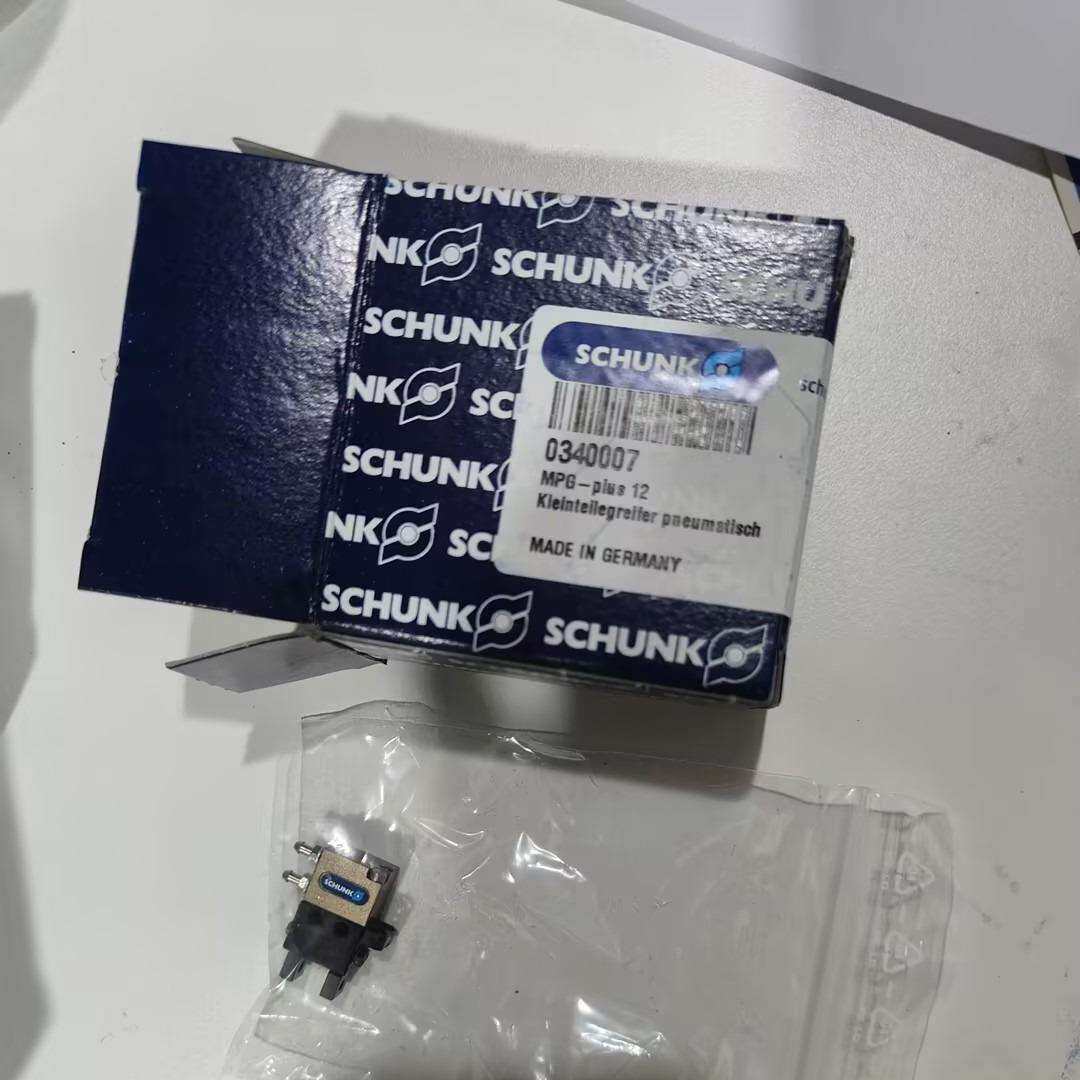 SCHUNK SCHUNK
NK SCHUNK SCHU
SCHUNK
NK SC
SCHUNK
NK SC
SCHUNK SCHUNK
SCHUNK
sch
0340007
MPG-plus 12
Kleinteilegreifer pneumatisch
MADE IN GERMANY
SCHUNK